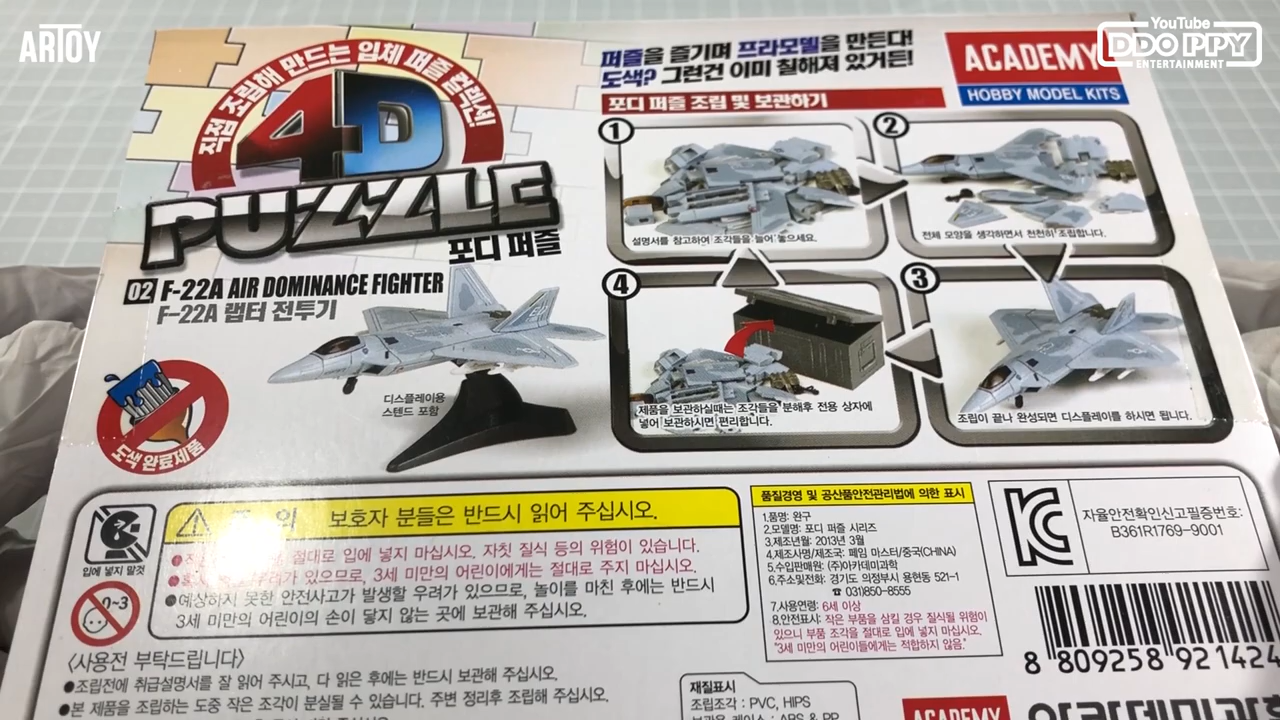 ARTOY
YouTube
DDO PPY
ENTERTAINMENT
직접 조립해 만드는 입체 퍼즐 컬렉션!
4D
PUZZLE
포디 퍼즐
02 F-22A AIR DOMINANCE FIGHTER
F-22A 랩터 전투기
디스플레이용
스텐드 포함
도색 완료제품
퍼즐을 즐기며 프라모델을 만든다!
도색? 그런건 이미 칠해져 있거든!
ACADEMY
HOBBY MODEL KITS
포디 퍼즐 조립 및 보관하기
1
설명서를 참고하여 조각들을 늘어 놓으세요.
2
전체 모양을 생각하면서 천천히 조립합니다.
4
제품을 보관하실때는 조각들을 분해후 전용 상자에
넣어 보관하시면 편리합니다.
3
조립이 끝나 완성되면 디스플레이를 하시면 됩니다.
입에 넣지 말것
0~3
의 보호자 분들은 반드시 읽어 주십시오.
● 절대로 입에 넣지 마십시오. 자칫 질식 등의 위험이 있습니다.
● 우려가 있으므로, 3세 미만의 어린이에게는 절대로 주지 마십시오.
●예상하지 못한 안전사고가 발생할 우려가 있으므로, 놀이를 마친 후에는 반드시
3세 미만의 어린이의 손이 닿지 않는 곳에 보관해 주십시오.
품질경영 및 공산품안전관리법에 의한 표시
1.품명: 완구
2.모델명: 포디 퍼즐 시리즈
3.제조년월: 2013년 3월
4.제조사명/제조국: 페임 마스터/중국(CHINA)
5.수입판매원: (주)아카데미과학
6.주소및전화: 경기도 의정부시 용현동 521-1
☎ 031)850-8555
7.사용연령: 6세 이상
8.안전표시: 작은 부품을 삼킬 경우 질식될 위험이
있으니 부품 조각을 절대로 입에 넣지 마십시오.
"3세 미만의 어린이들에게는 적합하지 않음."
자율안전확인신고필증번호:
B361R1769-9001
8 809258 921424
〈사용전 부탁드립니다〉
●조립전에 취급설명서를 잘 읽어 주시고, 다 읽은 후에는 반드시 보관해 주십시오.
●본 제품을 조립하는 도중 작은 조각이 분실될 수 있습니다. 주변 정리후 조립해 주십시오.
재질표시
조립조각 : PVC, HIPS
보관용 케이스 : ABS & PP
ACADEMY
아카데미과학